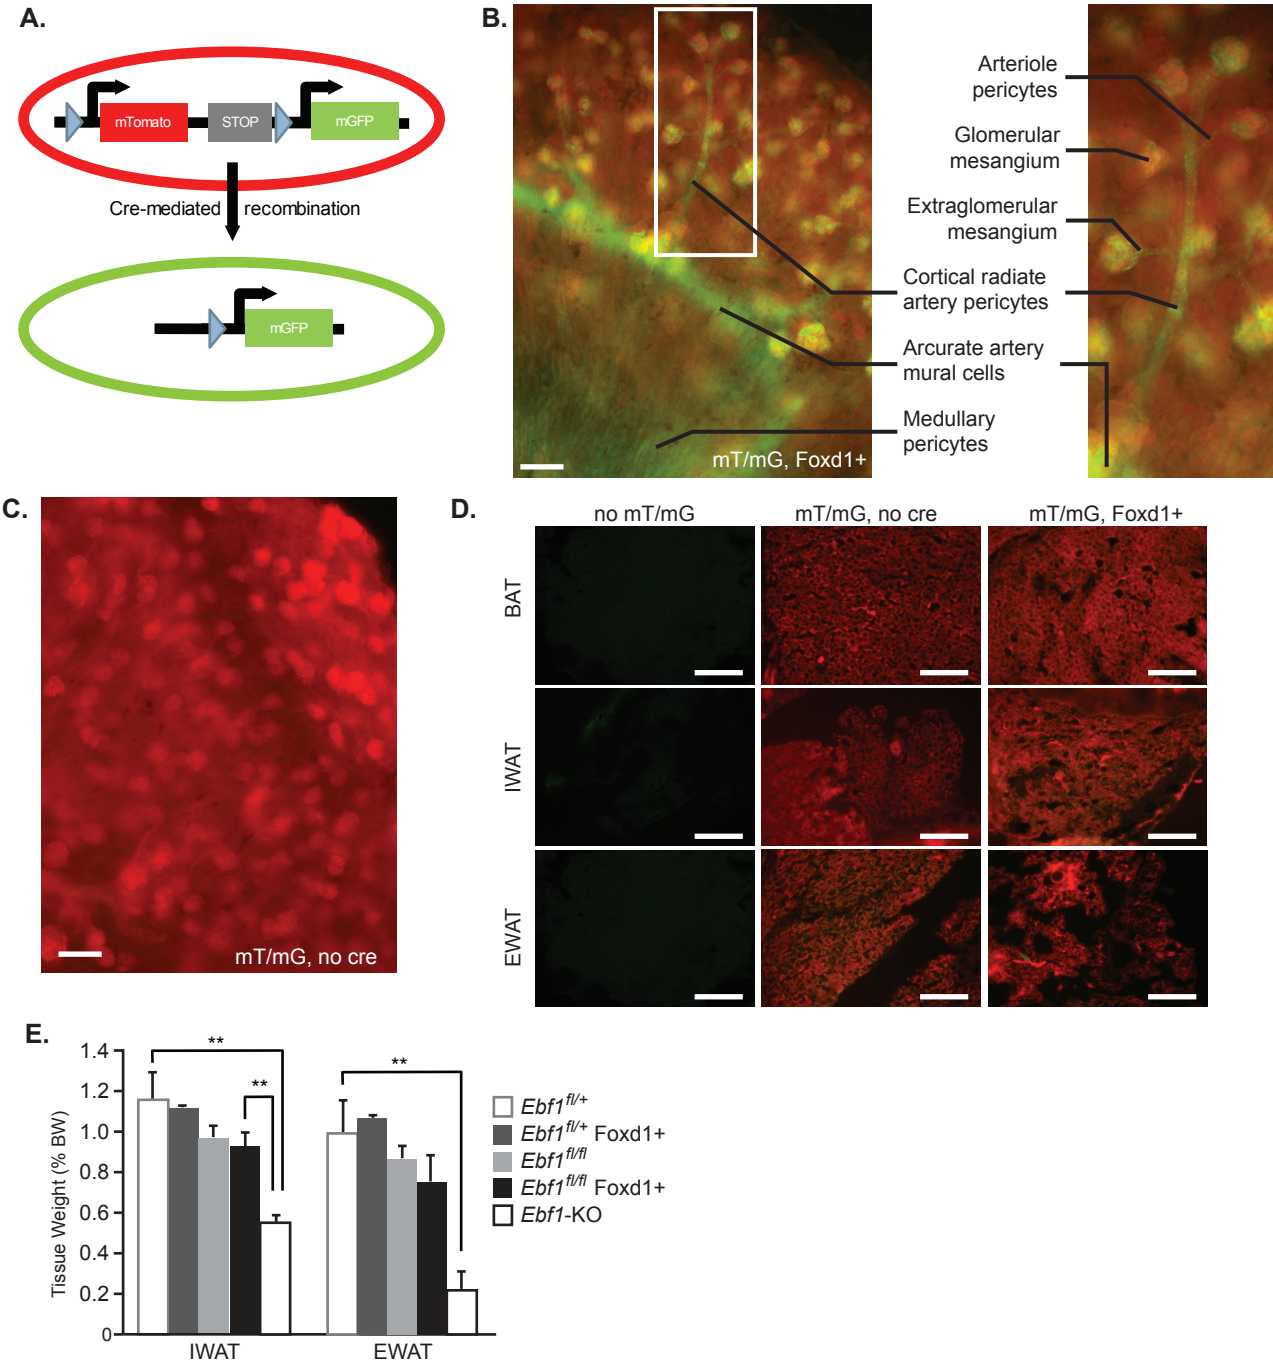 A.
mTomato STOP mGFP
Cre-mediated recombination
mGFP
B.
mT/mG, Foxd1+
Arteriole
pericytes
Glomerular
mesangium
Extraglomerular
mesangium
Cortical radiate
artery pericytes
Arcurate artery
mural cells
Medullary
pericytes
C.
mT/mG, no cre
D.
no mT/mG mT/mG, no cre mT/mG, Foxd1+
BAT
IWAT
EWAT
E.
Tissue Weight (% BW)
1.4
1.2
1.0
0.8
0.6
0.4
0.2
0
** ** **
IWAT EWAT
Ebf1fl/+
Ebf1fl/+ Foxd1+
Ebf1fl/fl
Ebf1fl/fl Foxd1+
Ebf1-KO